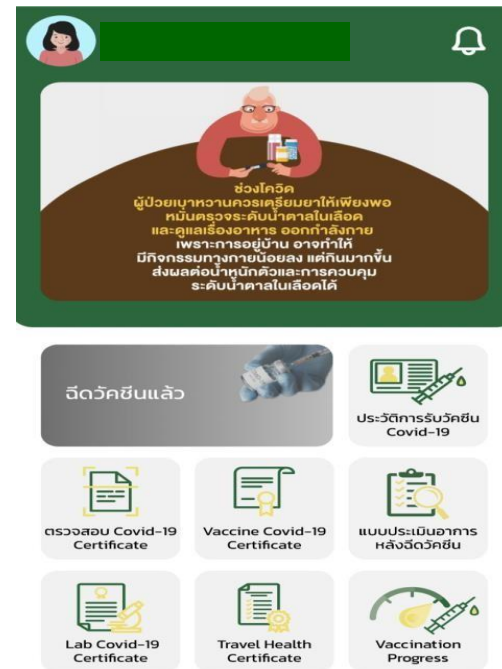 ช่วงโควิด
ผู้ป่วยเบาหวานควรเตรียมยาให้เพียงพอ
หมั่นตรวจระดับน้ำตาลในเลือด
และดูแลเรื่องอาหาร ออกกำลังกาย
เพราะการอยู่บ้าน อาจทำให้
มีกิจกรรมทางกายน้อยลง แต่กินมากขึ้น
ส่งผลต่อน้ำหนักตัวและการควบคุม
ระดับน้ำตาลในเลือดได้
ฉีดวัคซีนแล้ว
ประวัติการรับวัคซีน
Covid-19
ตรวจสอบ Covid-19
Certificate
Vaccine Covid-19
Certificate
แบบประเมินอาการ
หลังฉีดวัคซีน
Lab Covid-19
Certificate
Travel Health
Certificate
Vaccination
Progress